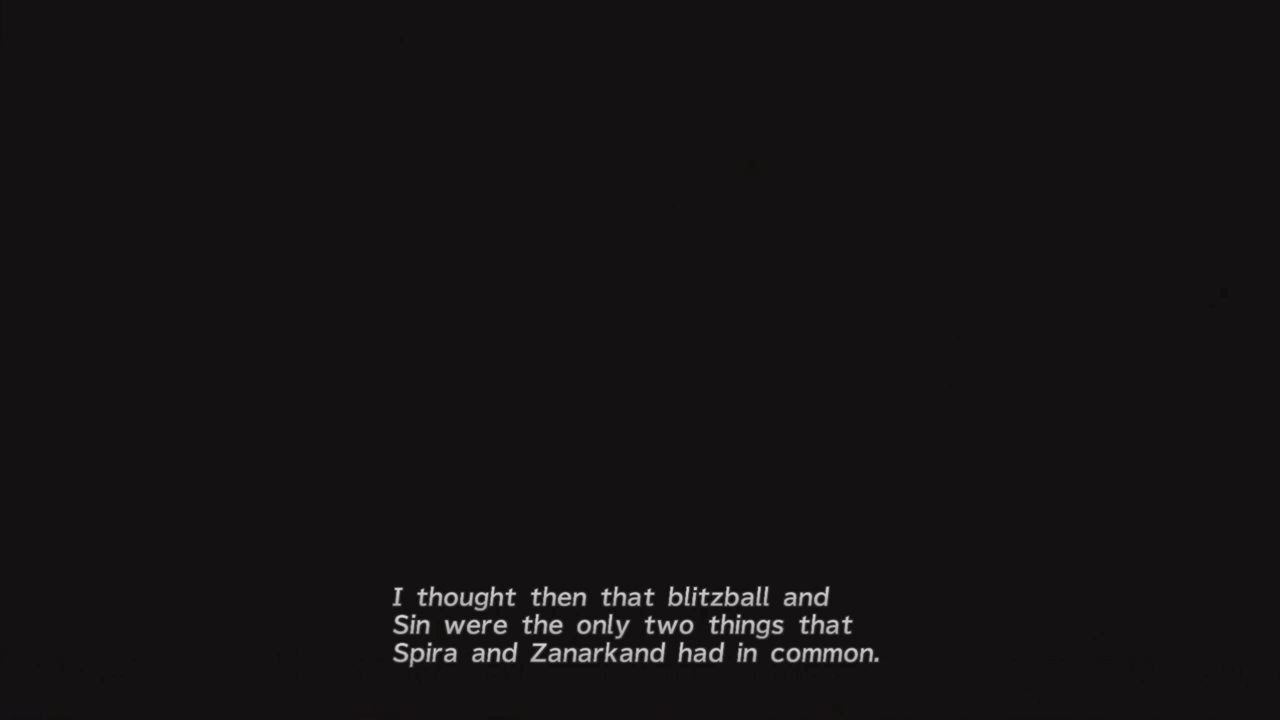 I thought then that blitzball and
Sin were the only two things that
Spira and Zanarkand had in common.